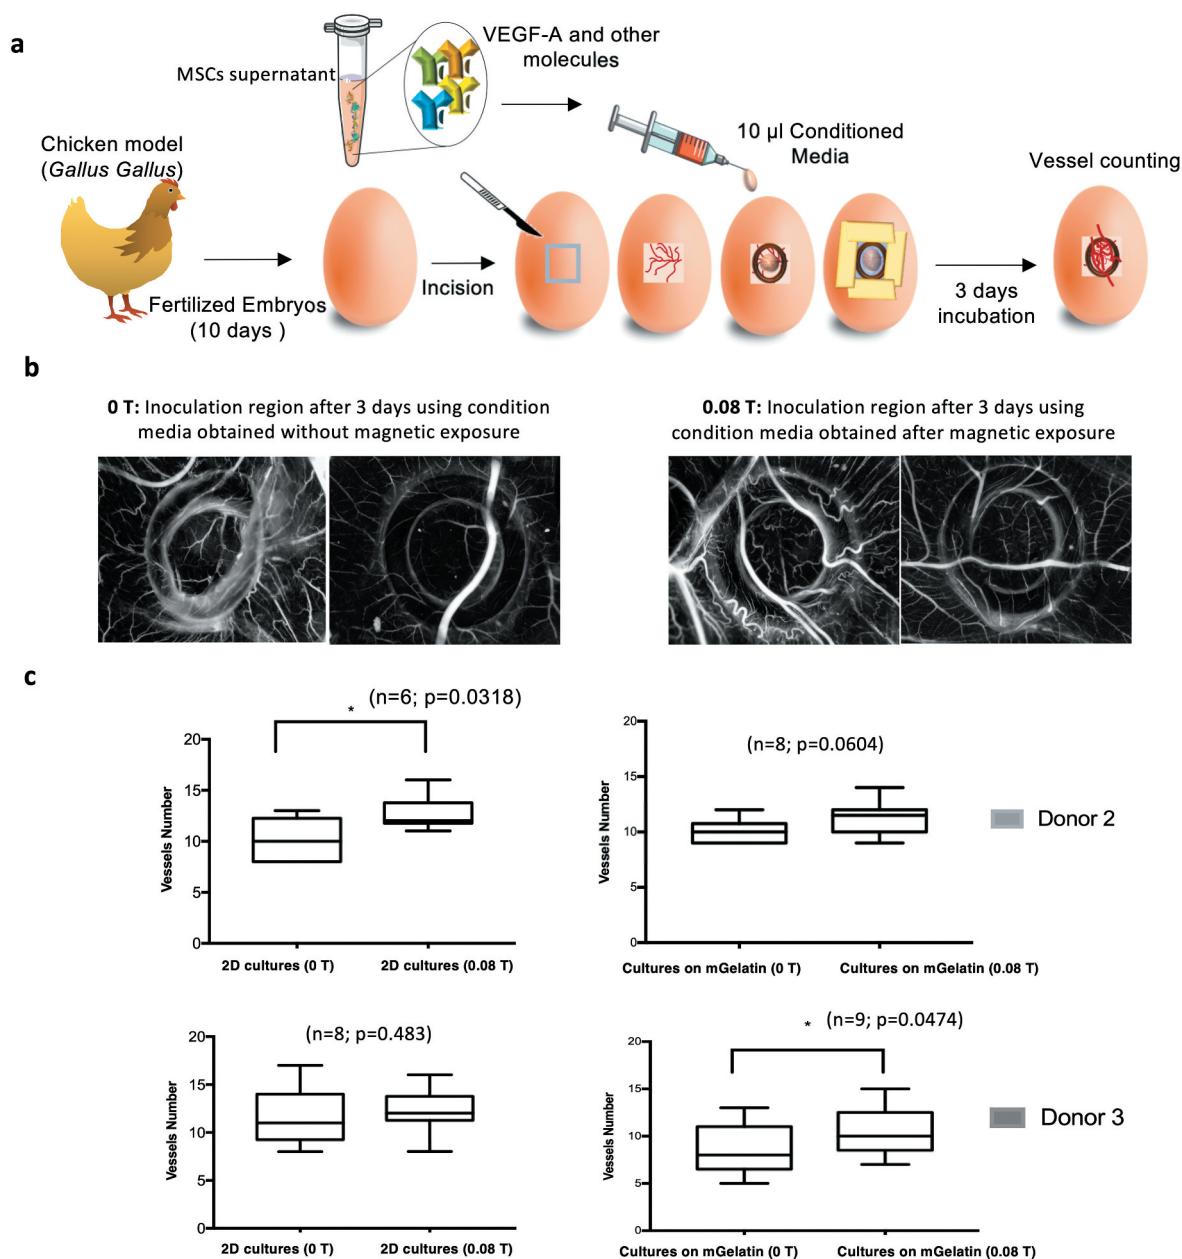 a
VEGF-A and other
molecules
MSCs supernatant
10 µl Conditioned
Media
Chicken model
(Gallus Gallus)
Vessel counting
Incision
Fertilized Embryos
(10 days )
3 days
incubation
b
0 T: Inoculation region after 3 days using condition
media obtained without magnetic exposure
0.08 T: Inoculation region after 3 days using
condition media obtained after magnetic exposure
c
* (n=6; p=0.0318)
Vessels Number
20
15
10
5
0
2D cultures (0 T)
2D cultures (0.08 T)
(n=8; p=0.0604)
Vessels Number
20
15
10
5
0
Cultures on mGelatin (0 T)
Cultures on mGelatin (0.08 T)
Donor 2
(n=8; p=0.483)
Vessels Number
20
15
10
5
0
2D cultures (0 T)
2D cultures (0.08 T)
* (n=9; p=0.0474)
Vessels Number
20
15
10
5
0
Cultures on mGelatin (0 T)
Cultures on mGelatin (0.08 T)
Donor 3